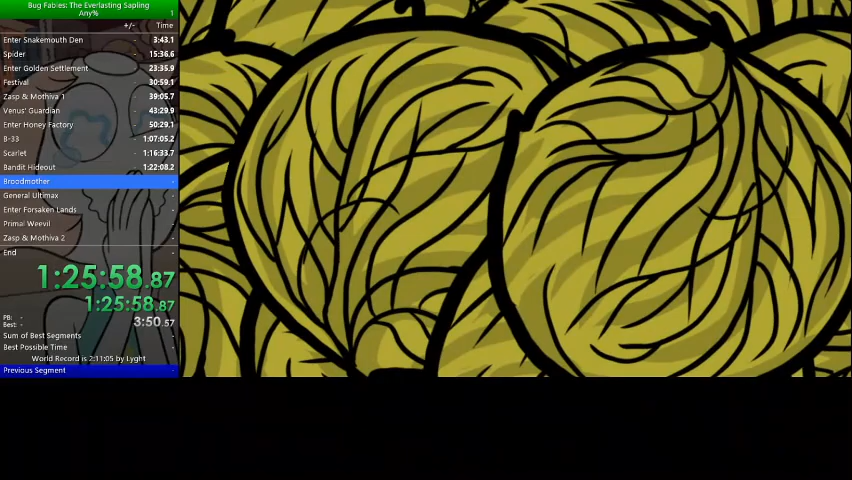 Bug Fables: The Everlasting Sapling
Any% 1
+/- Time
Enter Snakemouth Den - 3:43.1
Spider - 15:36.6
Enter Golden Settlement - 23:35.9
Festival - 30:59.1
Zasp & Mothiva 1 - 39:05.7
Venus' Guardian - 43:29.9
Enter Honey Factory - 50:29.1
B-33 - 1:07:05.2
Scarlet - 1:16:33.7
Bandit Hideout - 1:22:08.2
Broodmother -
General Ultimax -
Enter Forsaken Lands -
Primal Weevil -
Zasp & Mothiva 2 -
End -
1:25:58.87
1:25:58.87
PB: -
Best: - 3:50.57
Sum of Best Segments -
Best Possible Time -
World Record is 2:11:05 by Lyght
Previous Segment -